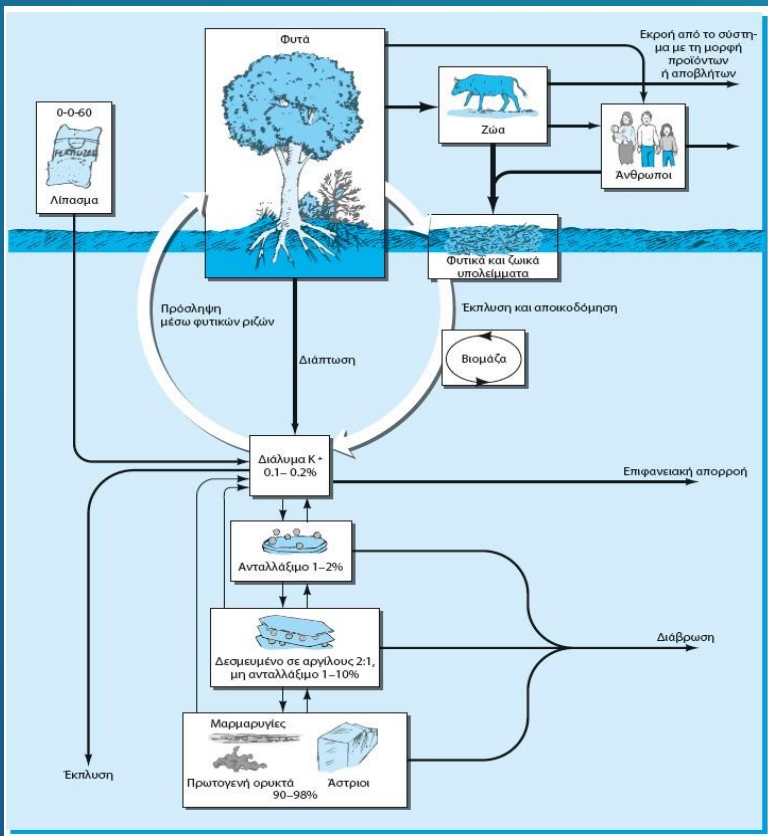 Φυτά
Εκροή από το σύστη-
μα με τη μορφή
προϊόντων
ή αποβλήτων
0-0-60
Λίπασμα
Ζώα
Άνθρωποι
Φυτικά και ζωικά
υπολείμματα
Πρόσληψη
μέσω φυτικών ριζών
Έκπλυση και αποικοδόμηση
Διάπτωση
Βιομάζα
Διάλυμα K+
0.1– 0.2%
Επιφανειακή απορροή
Ανταλλάξιμο 1–2%
Δεσμευμένο σε αργίλους 2:1,
μη ανταλλάξιμο 1–10%
Διάβρωση
Μαρμαρυγίες
Πρωτογενή ορυκτά
Άστριοι
90–98%
Έκπλυση